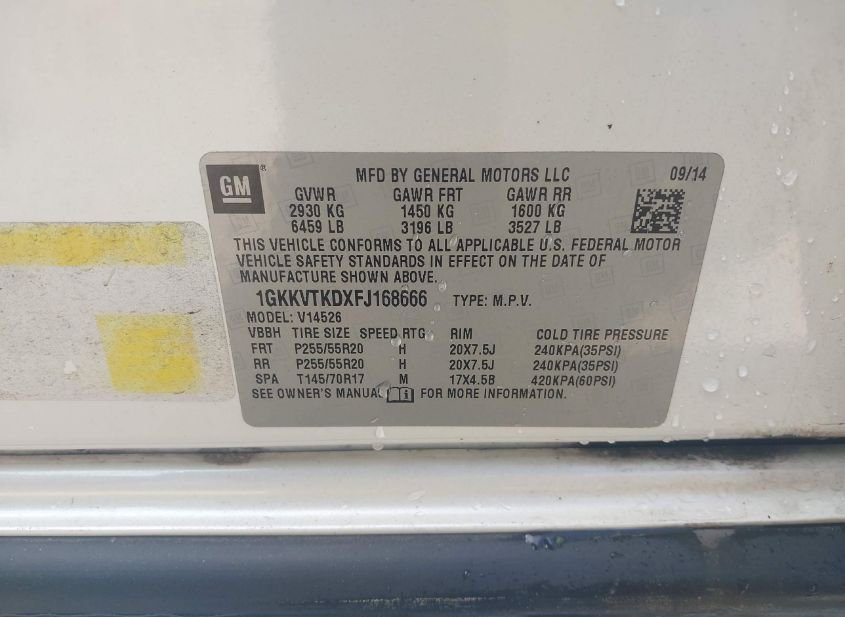 GM ®
MFD BY GENERAL MOTORS LLC 09/14
GVWR GAWR FRT GAWR RR
2930 KG 1450 KG 1600 KG
6459 LB 3196 LB 3527 LB
THIS VEHICLE CONFORMS TO ALL APPLICABLE U.S. FEDERAL MOTOR
VEHICLE SAFETY STANDARDS IN EFFECT ON THE DATE OF
MANUFACTURE SHOWN ABOVE.
1GKKVTKDXFJ168666 TYPE: M.P.V.
MODEL: V14526
VBBH TIRE SIZE SPEED RTG RIM COLD TIRE PRESSURE
FRT P255/55R20 H 20X7.5J 240KPA(35PSI)
RR P255/55R20 H 20X7.5J 240KPA(35PSI)
SPA T145/70R17 M 17X4.5B 420KPA(60PSI)
SEE OWNER'S MANUAL i FOR MORE INFORMATION.